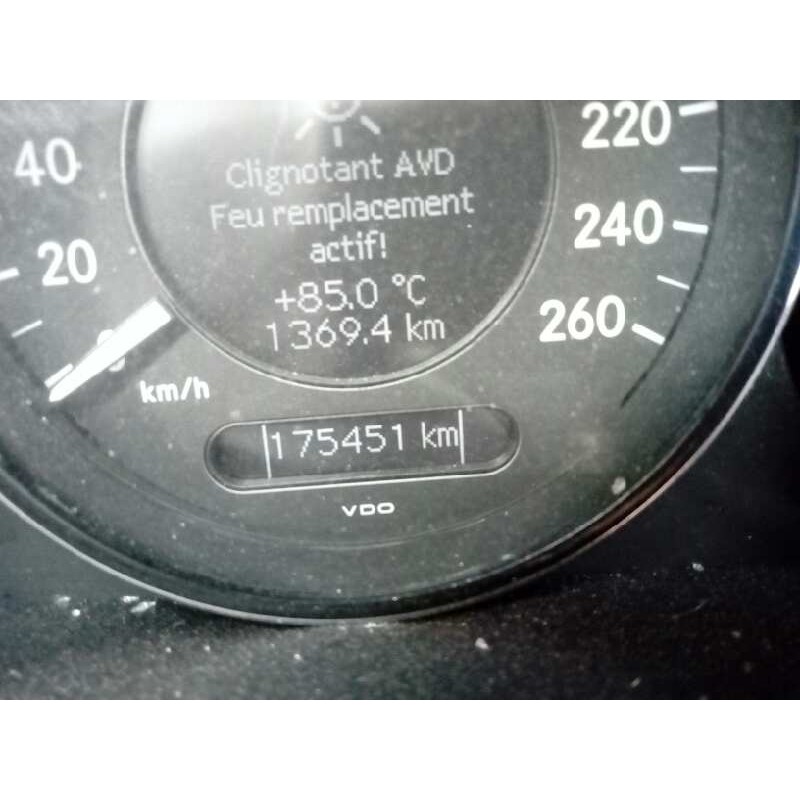 40
20
0
km/h
Clignotant AVD
Feu remplacement
actif!
+85.0 °C
1369.4 km
220
240
260
175451 km
VDO